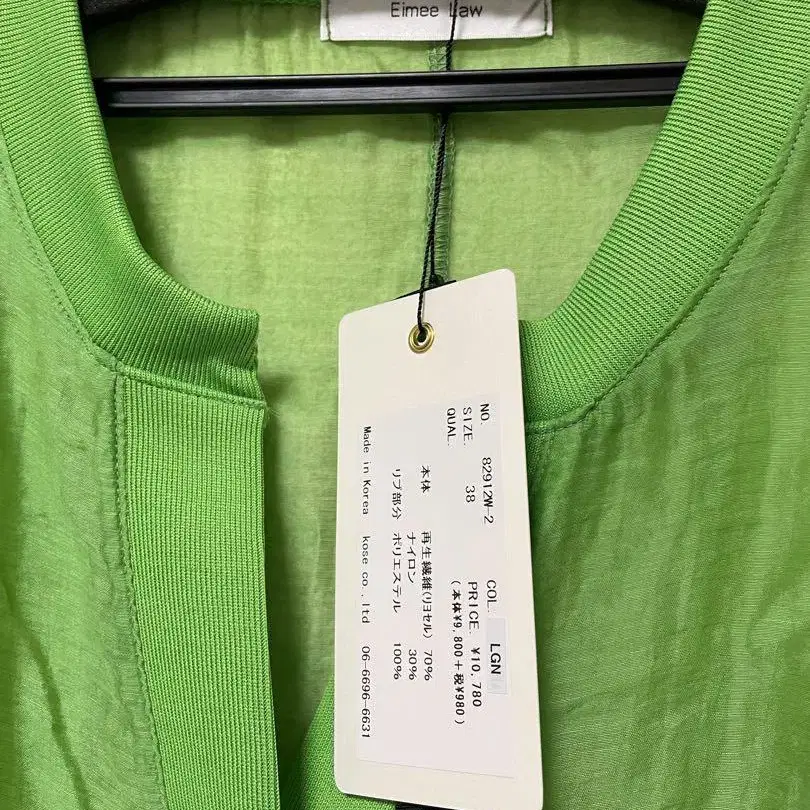 Eimee Law
NO. 82912W-2 COL. LGN
SIZE. 38 PRICE. ¥10,780
QUAL. (本体¥9,800+税¥980)
本体 再生繊維(リヨセル) 70%
ナイロン 30%
リブ部分 ポリエステル 100%
Made in Korea kose co.,ltd 06-6696-6631